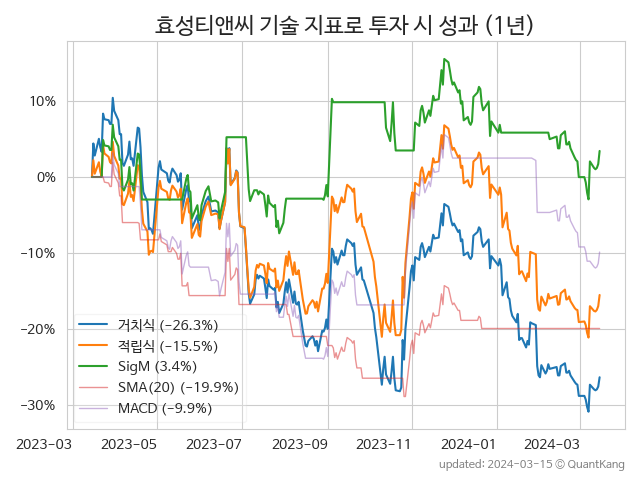 효성티앤씨 기술 지표로 투자 시 성과 (1년)
10%
0%
−10%
−20%
−30%
거치식 (−26.3%)
적립식 (−15.5%)
SigM (3.4%)
SMA(20) (−19.9%)
MACD (−9.9%)
2023−03 2023−05 2023−07 2023−09 2023−11 2024−01 2024−03
updated: 2024−03−15 © QuantKang